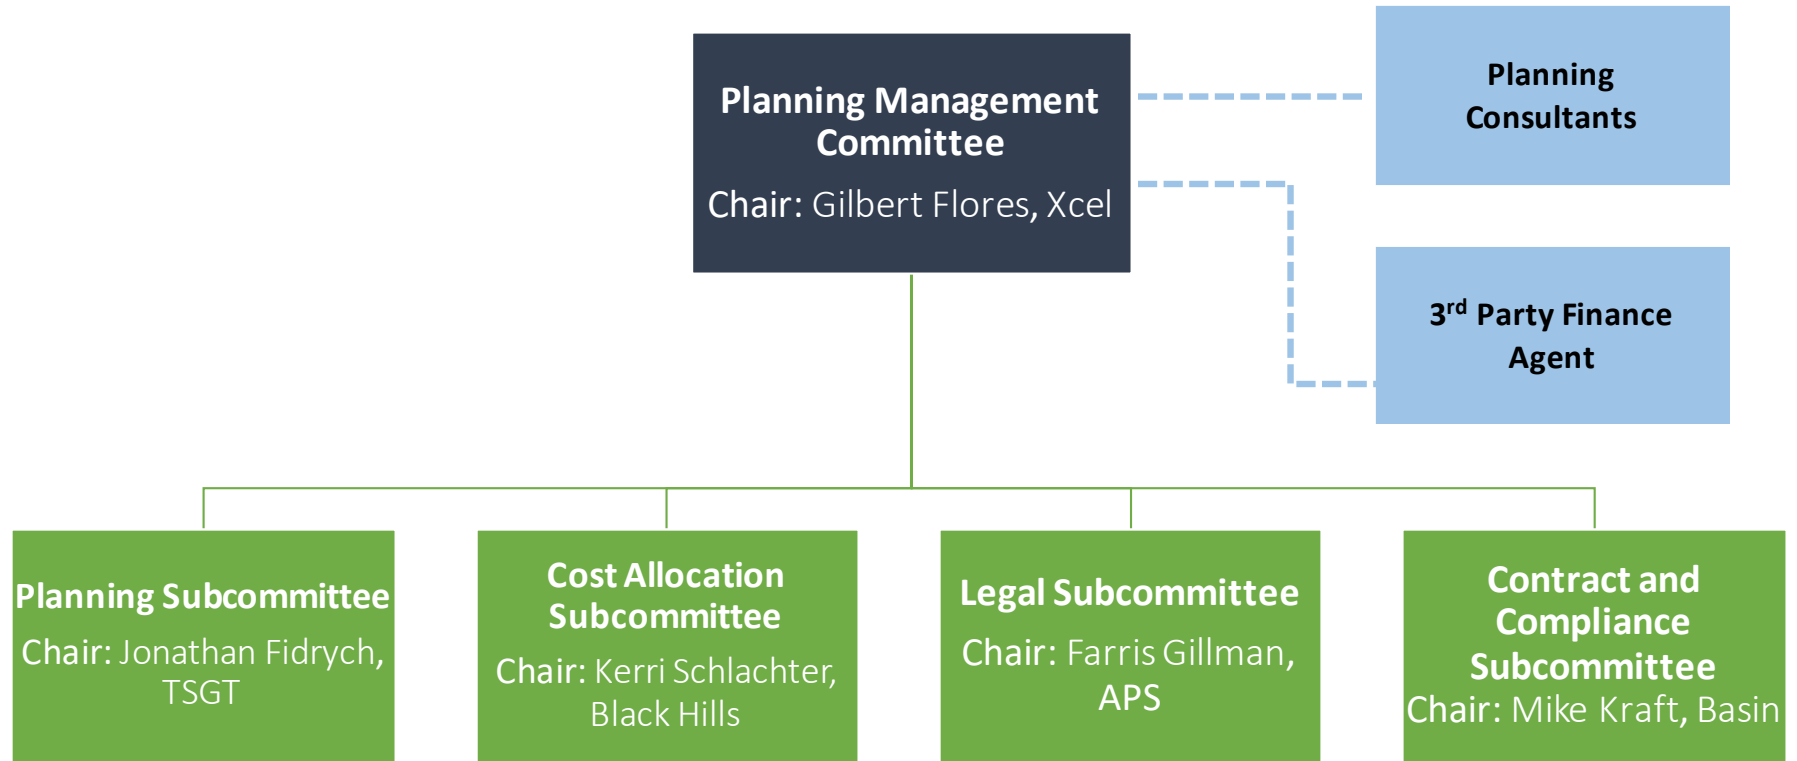 Planning Management
Committee
Chair: Gilbert Flores, Xcel
Planning
Consultants
3rd Party Finance
Agent
Planning Subcommittee
Chair: Jonathan Fidrych,
TSGT
Cost Allocation
Subcommittee
Chair: Kerri Schlachter,
Black Hills
Legal Subcommittee
Chair: Farris Gillman,
APS
Contract and
Compliance
Subcommittee
Chair: Mike Kraft, Basin